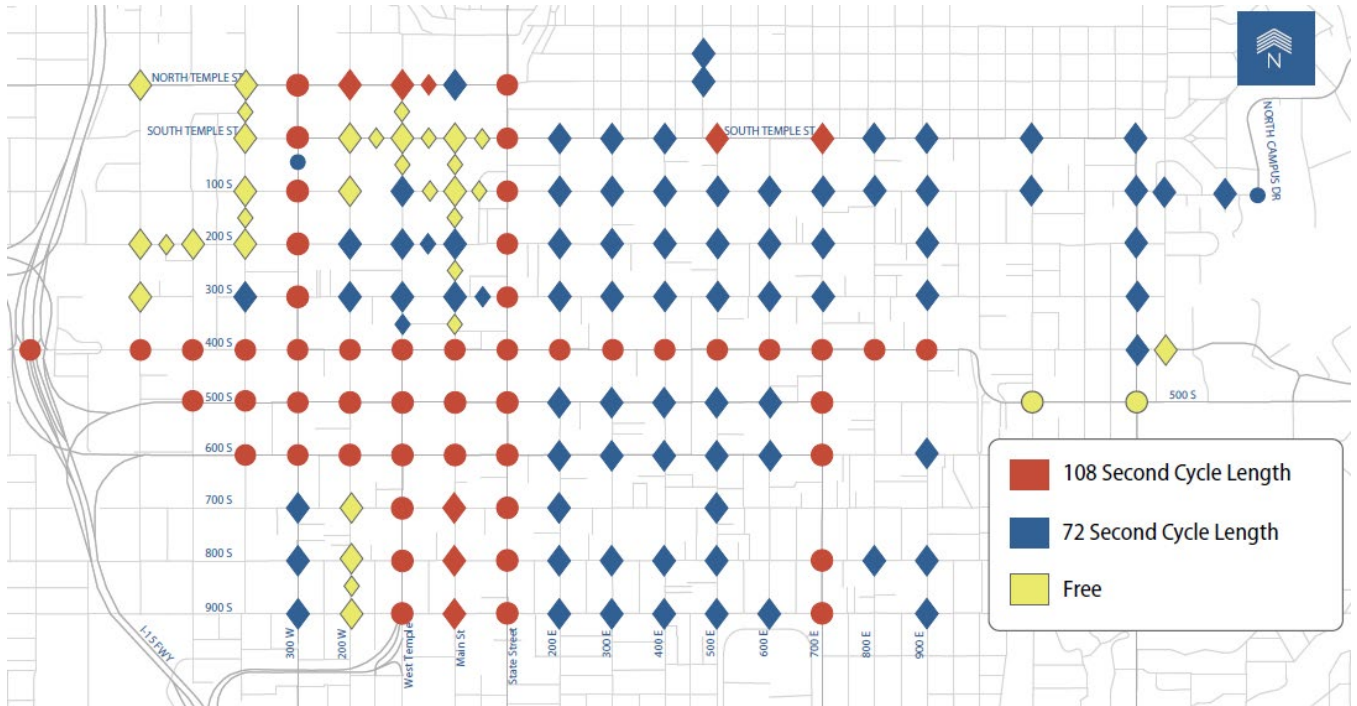 N
NORTH TEMPLE ST
SOUTH TEMPLE ST
SOUTH TEMPLE ST
NORTH CAMPUS DR
100 S
200 S
300 S
400 S
500 S
500 S
600 S
700 S
800 S
900 S
I-15 FWY
300 W
200 W
West Temple
Main St
State Street
200 E
300 E
400 E
500 E
600 E
700 E
800 E
900 E
108 Second Cycle Length
72 Second Cycle Length
Free